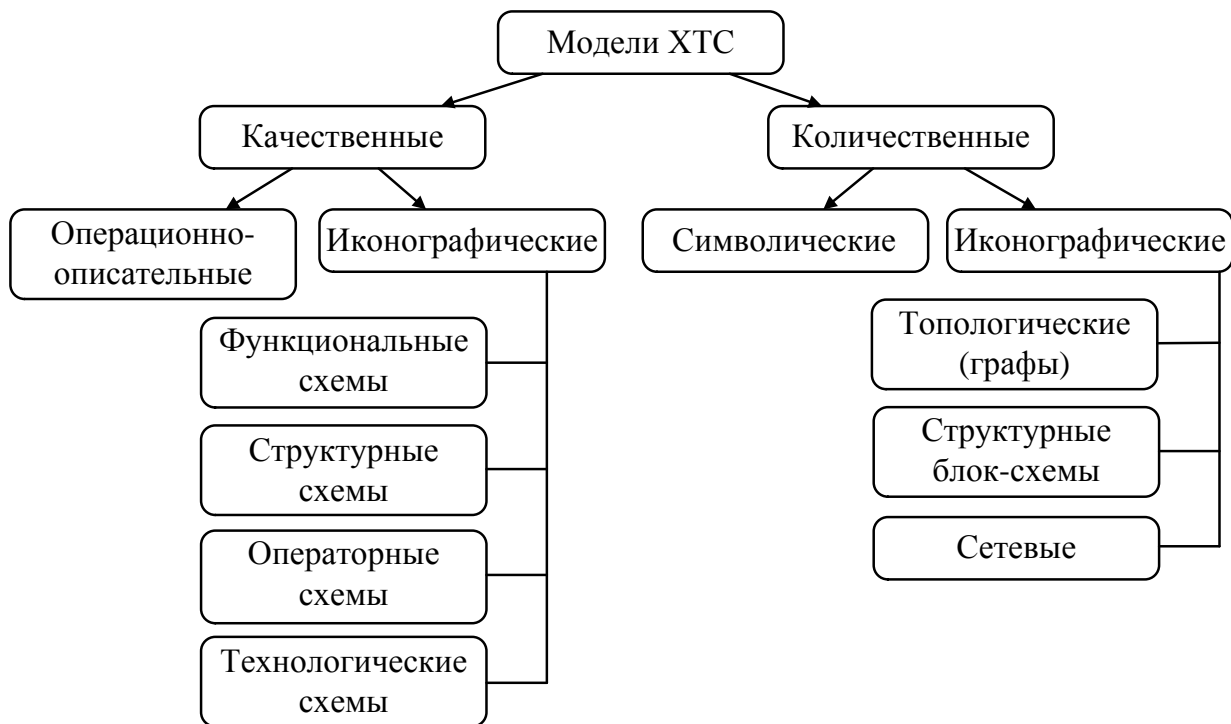 Модели ХТС
Качественные
Количественные
Операционно-
описательные
Иконографические
Символические
Иконографические
Функциональные
схемы
Структурные
схемы
Операторные
схемы
Технологические
схемы
Топологические
(графы)
Структурные
блок-схемы
Сетевые